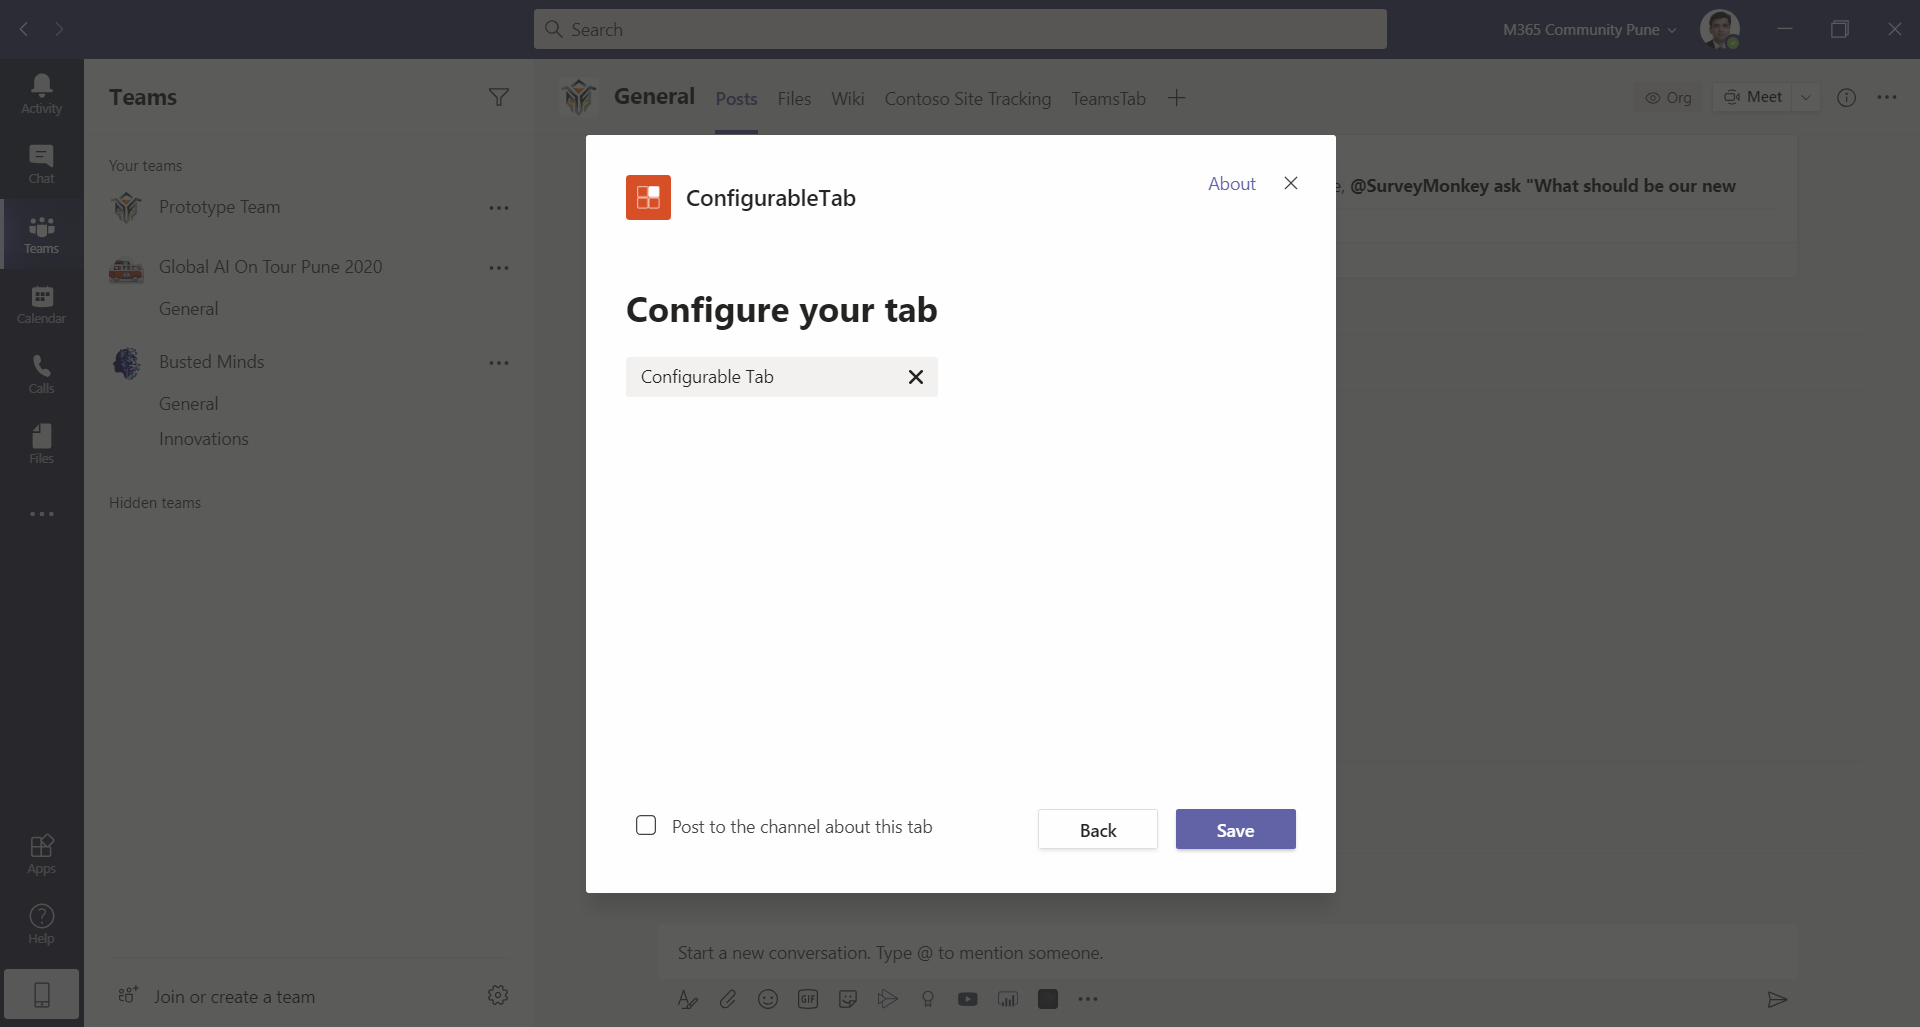 Search
M365 Community Pune
Activity
Chat
Teams
Calendar
Calls
Files
Apps
Help
Teams
Your teams
Prototype Team
Global AI On Tour Pune 2020
General
Busted Minds
General
Innovations
Hidden teams
Join or create a team
General Posts Files Wiki Contoso Site Tracking TeamsTab
Org Meet
e, @SurveyMonkey ask "What should be our new
ConfigurableTab
About
Configure your tab
Configurable Tab
Post to the channel about this tab
Back
Save
Start a new conversation. Type @ to mention someone.
GIF